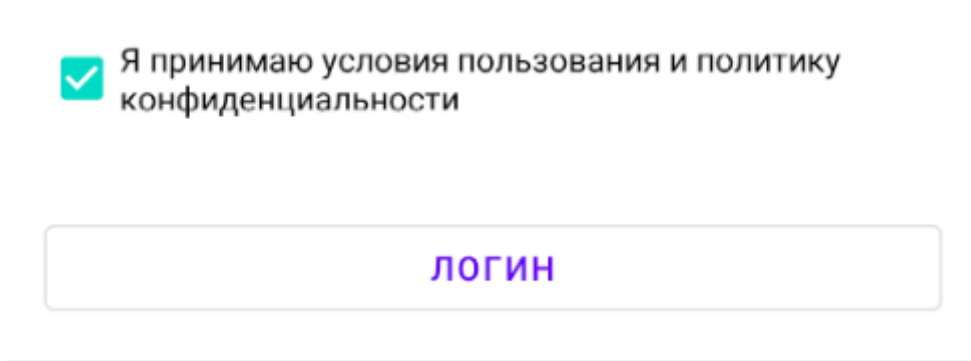 Я принимаю условия пользования и политику
конфиденциальности
ЛОГИН